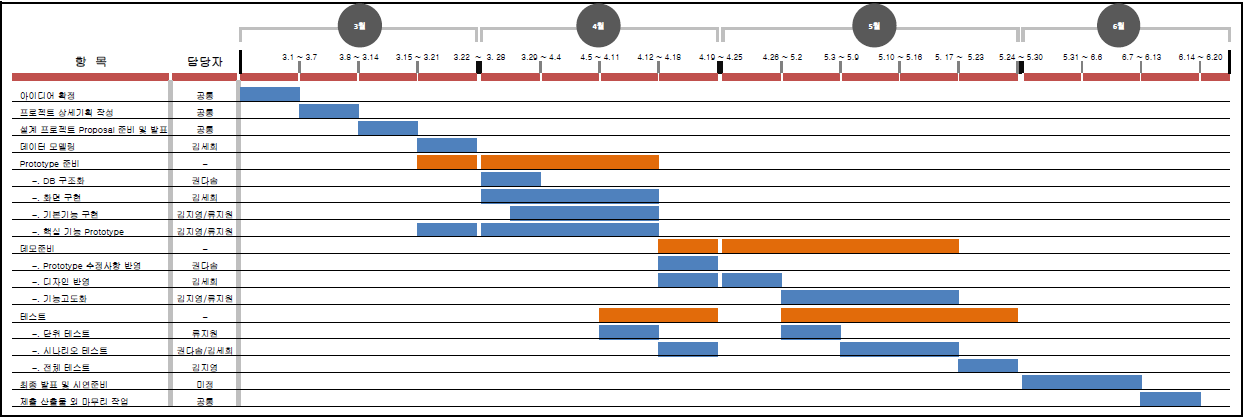 3월 4월 5월 6월
항 목 담당자 3.1 ~ 3.7 3.8 ~ 3.14 3.15 ~ 3.21 3.22 ~ 3. 28 3.29 ~ 4.4 4.5 ~ 4.11 4.12 ~ 4.18 4.19 ~ 4.25 4.26 ~ 5.2 5.3 ~ 5.9 5.10 ~ 5.16 5. 17 ~ 5.23 5.24 ~ 5.30 5.31 ~ 6.6 6.7 ~ 6.13 6.14 ~ 6.20
아이디어 확정 공통
프로젝트 상세기획 작성 공통
설계 프로젝트 Proposal 준비 및 발표 공통
데이터 모델링 김세희
Prototype 준비 -
-. DB 구조화 권다솜
-. 화면 구현 김세희
-. 기본기능 구현 김지영/류지원
-. 핵심 기능 Prototype 김지영/류지원
데모준비 -
-. Prototype 수정사항 반영 권다솜
-. 디자인 반영 김세희
-. 기능고도화 김지영/류지원
테스트 -
-. 단위 테스트 류지원
-. 시나리오 테스트 권다솜/김세희
-. 전체 테스트 김지영
최종 발표 및 시연준비 미정
제출 산출물 외 마무리 작업 공통